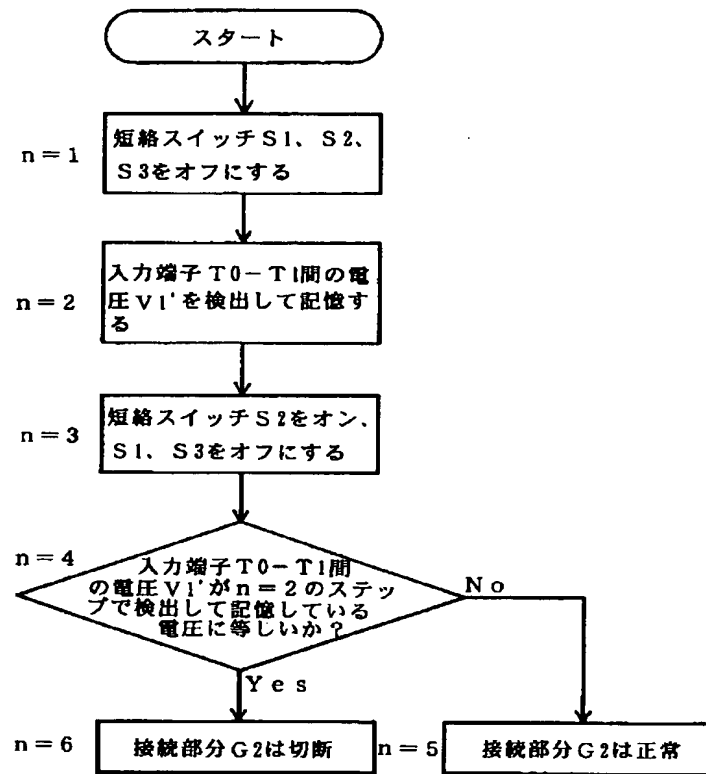 スタート
n=1
短絡スイッチS1、S2、
S3をオフにする
n=2
入力端子T0-T1間の電
圧V1'を検出して記憶す
る
n=3
短絡スイッチS2をオン、
S1、S3をオフにする
n=4
入力端子T0-T1間
の電圧V1'がn=2のステッ
プで検出して記憶している
電圧に等しいか?
No
Yes
n=6
接続部分G2は切断
n=5
接続部分G2は正常